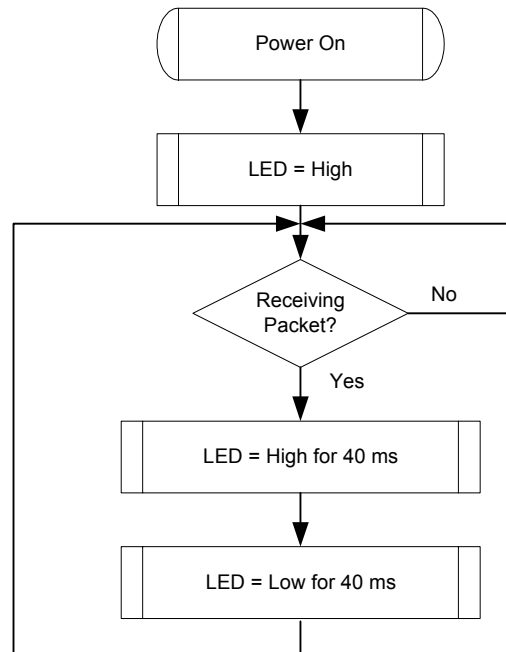 Power On
LED = High
Receiving
Packet?
No
Yes
LED = High for 40 ms
LED = Low for 40 ms